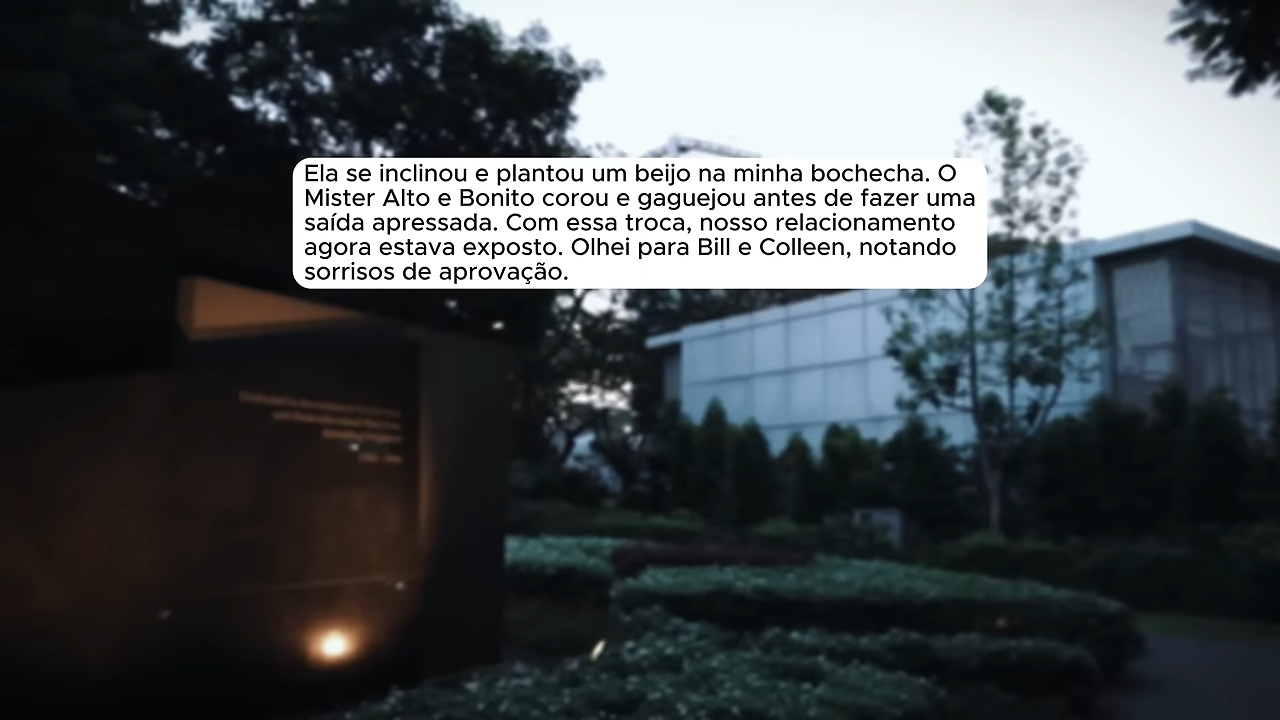 Ela se inclinou e plantou um beijo na minha bochecha. O
Mister Alto e Bonito corou e gaguejou antes de fazer uma
saída apressada. Com essa troca, nosso relacionamento
agora estava exposto. Olhei para Bill e Colleen, notando
sorrisos de aprovação.